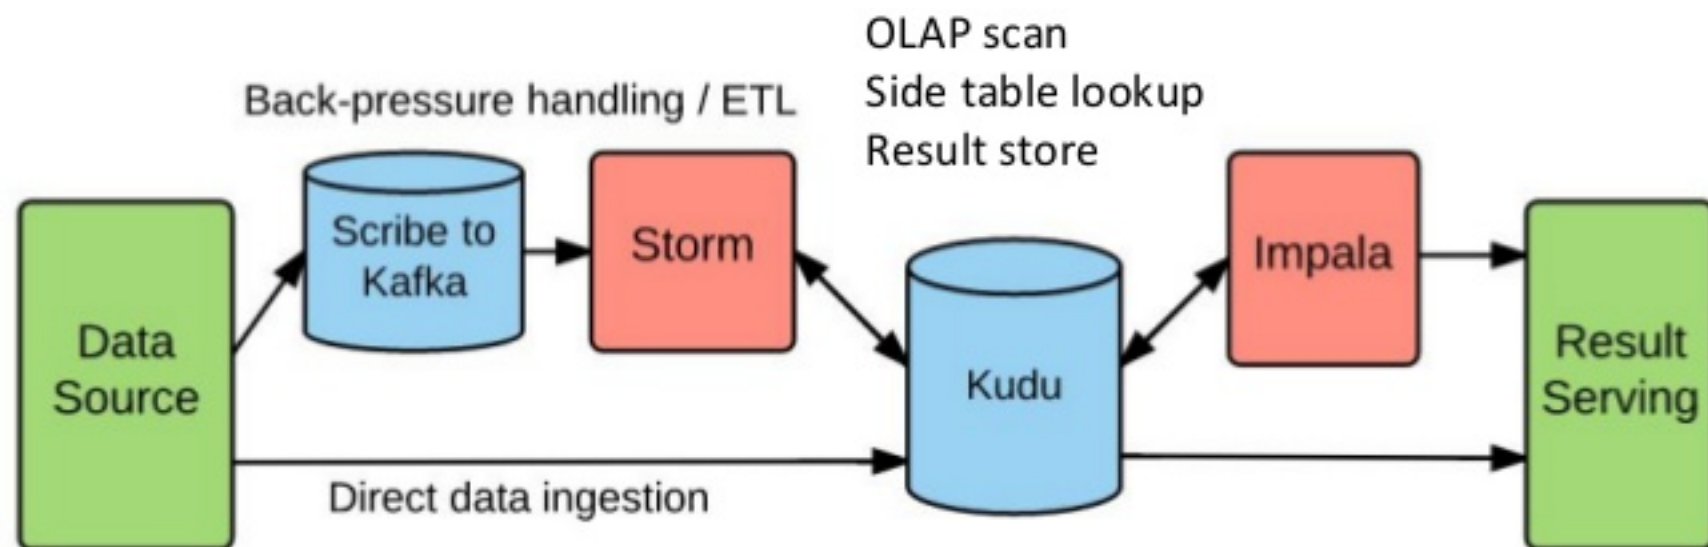 OLAP scan
Side table lookup
Result store
Back-pressure handling / ETL
Data
Source
Scribe to
Kafka
Storm
Kudu
Impala
Result
Serving
Direct data ingestion